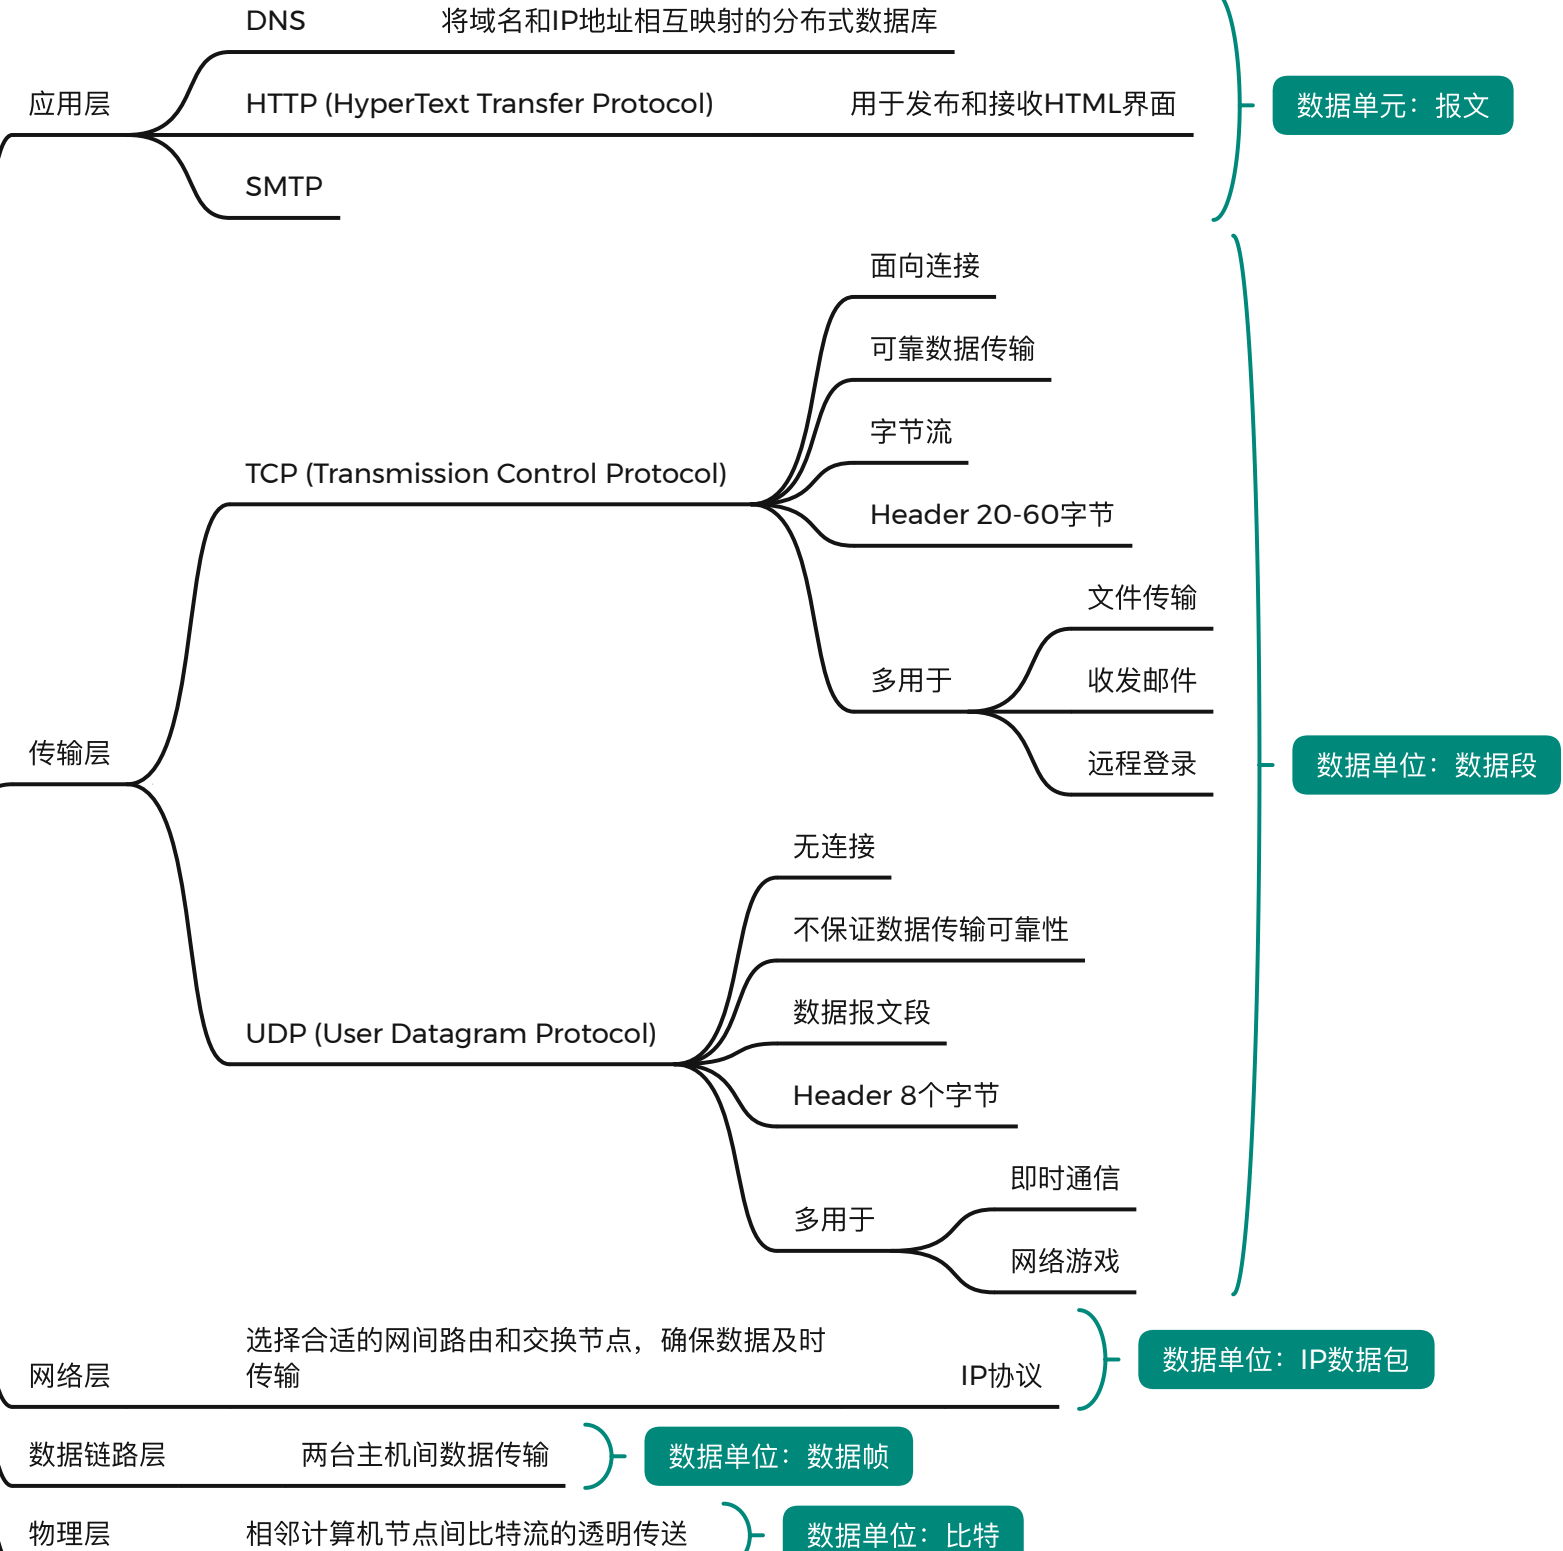 DNS
将域名和IP地址相互映射的分布式数据库
应用层
HTTP (HyperText Transfer Protocol)
用于发布和接收HTML界面
数据单元：报文
SMTP
面向连接
可靠数据传输
字节流
TCP (Transmission Control Protocol)
Header 20-60字节
文件传输
多用于
收发邮件
远程登录
传输层
数据单位：数据段
无连接
不保证数据传输可靠性
数据报文段
UDP (User Datagram Protocol)
Header 8个字节
即时通信
多用于
网络游戏
网络层
选择合适的网间路由和交换节点，确保数据及时
传输
IP协议
数据单位：IP数据包
数据链路层
两台主机间数据传输
数据单位：数据帧
物理层
相邻计算机节点间比特流的透明传送
数据单位：比特